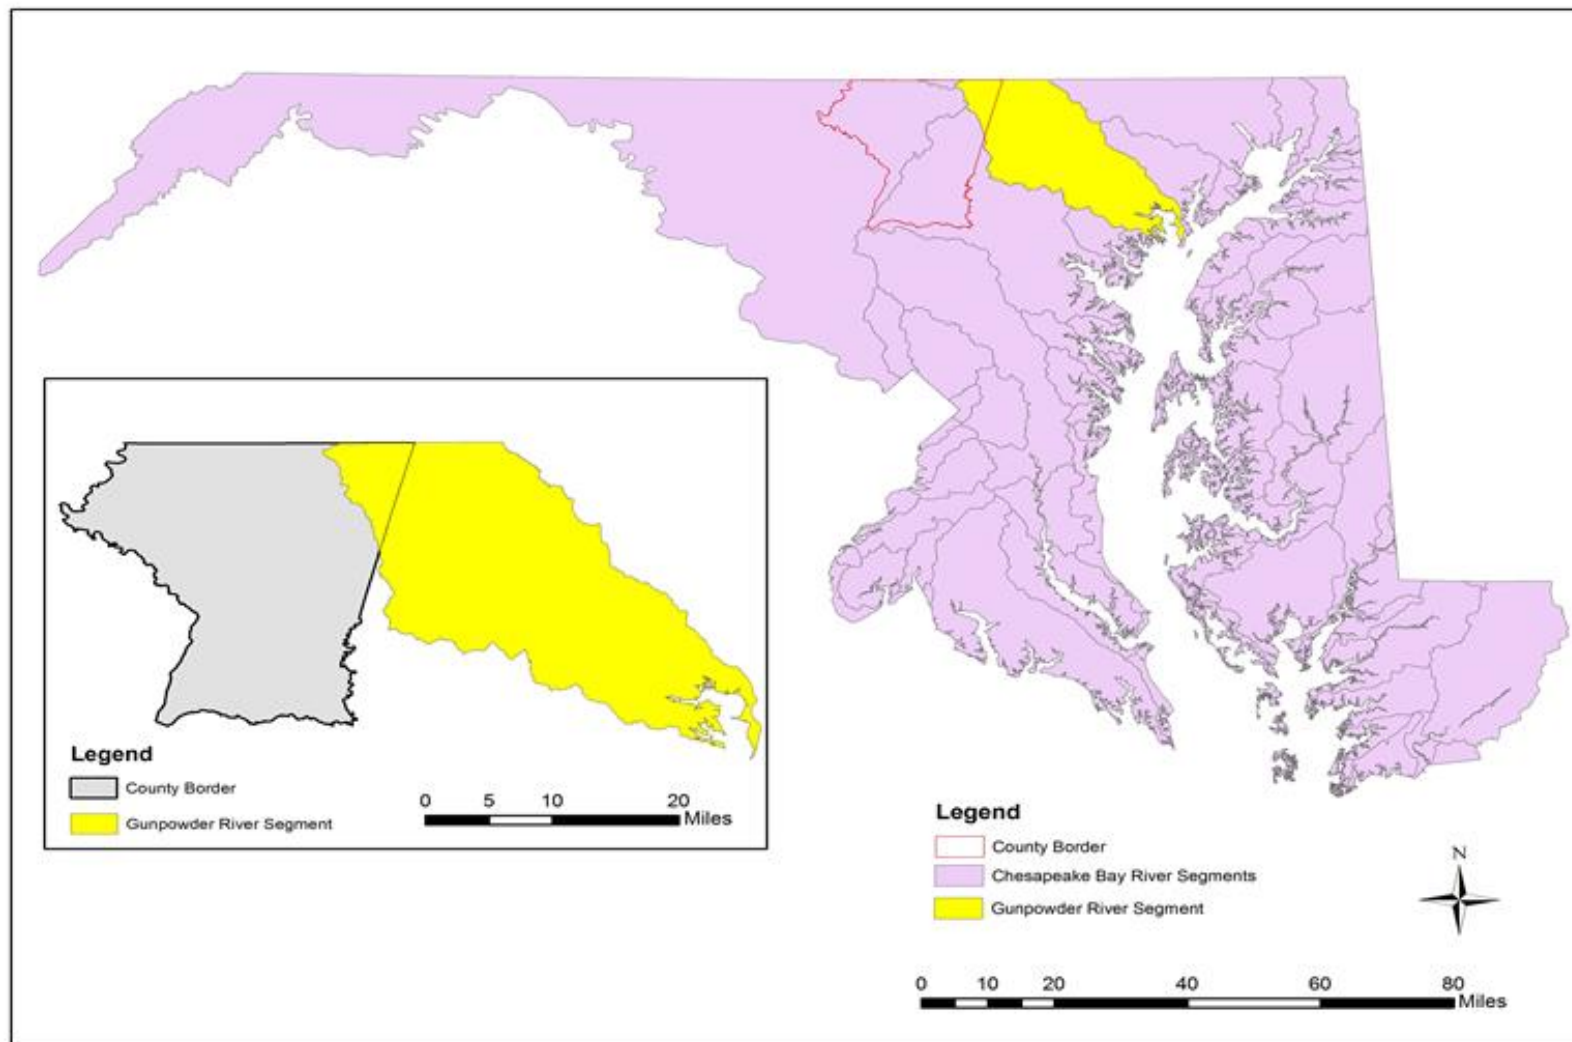 Legend
County Border
Gunpowder River Segment
0 5 10 20 Miles
Legend
County Border
Chesapeake Bay River Segments
Gunpowder River Segment
N
0 10 20 40 60 80 Miles